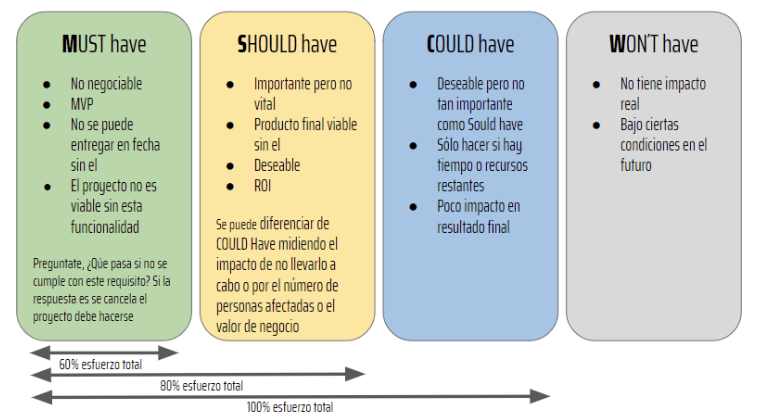 MUST have
● No negociable
● MVP
● No se puede
entregar en fecha
sin el
● El proyecto no es
viable sin esta
funcionalidad
Preguntate, ¿Qúe pasa si no se
cumple con este requisito? Si la
respuesta es se cancela el
proyecto debe hacerse
SHOULD have
● Importante pero no
vital
● Producto final viable
sin el
● Deseable
● ROI
Se puede diferenciar de
COULD Have midiendo el
impacto de no llevarlo a
cabo o por el número de
personas afectadas o el
valor de negocio
COULD have
● Deseable pero no
tan importante
como Sould have
● Sólo hacer si hay
tiempo o recursos
restantes
● Poco impacto en
resultado final
WON'T have
● No tiene impacto
real
● Bajo ciertas
condiciones en el
futuro
60% esfuerzo total
80% esfuerzo total
100% esfuerzo total